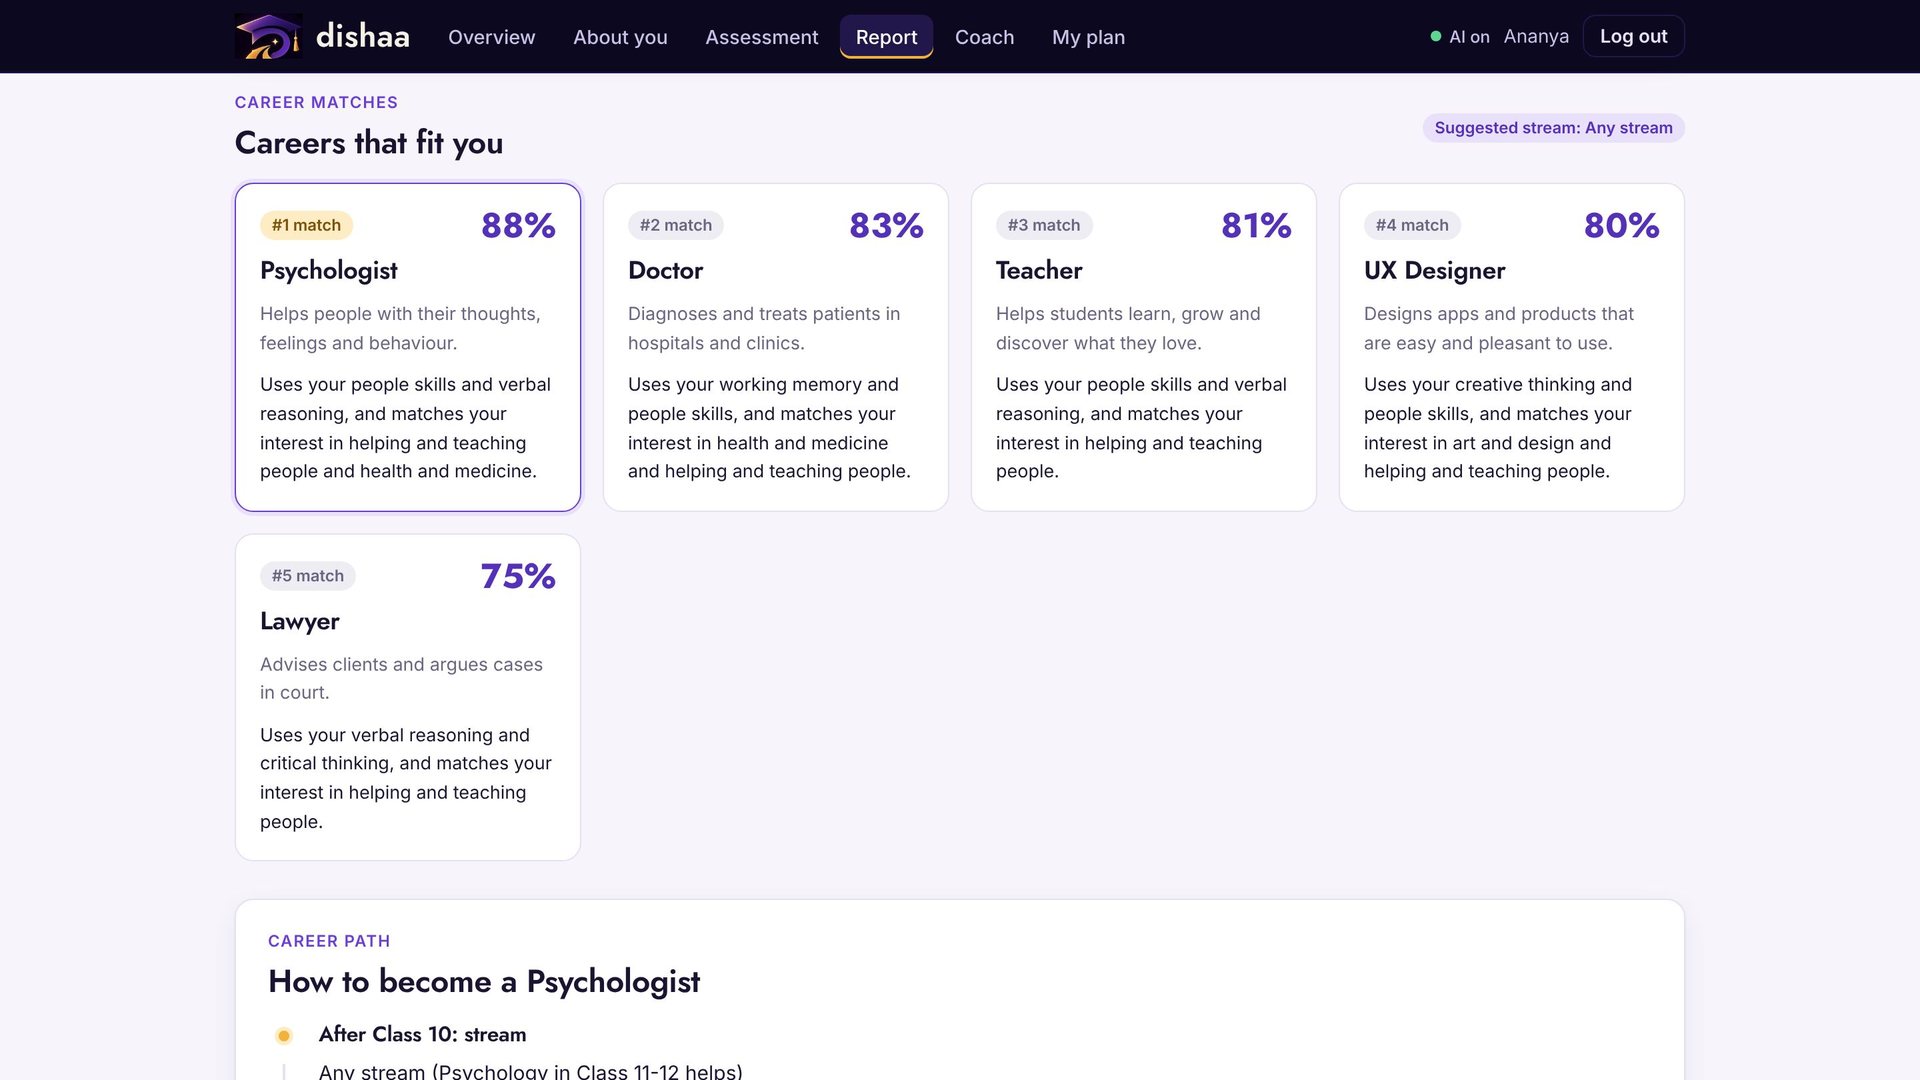 dishaa
Overview
About you
Assessment
Report
Coach
My plan
AI on
Ananya
Log out
CAREER MATCHES
Careers that fit you
Suggested stream: Any stream
#1 match
88%
Psychologist
Helps people with their thoughts,
feelings and behaviour.
Uses your people skills and verbal
reasoning, and matches your
interest in helping and teaching
people and health and medicine.
#2 match
83%
Doctor
Diagnoses and treats patients in
hospitals and clinics.
Uses your working memory and
people skills, and matches your
interest in health and medicine
and helping and teaching people.
#3 match
81%
Teacher
Helps students learn, grow and
discover what they love.
Uses your people skills and verbal
reasoning, and matches your
interest in helping and teaching
people.
#4 match
80%
UX Designer
Designs apps and products that
are easy and pleasant to use.
Uses your creative thinking and
people skills, and matches your
interest in art and design and
helping and teaching people.
#5 match
75%
Lawyer
Advises clients and argues cases
in court.
Uses your verbal reasoning and
critical thinking, and matches your
interest in helping and teaching
people.
CAREER PATH
How to become a Psychologist
After Class 10: stream
Any stream (Psychology in Class 11-12 helps)